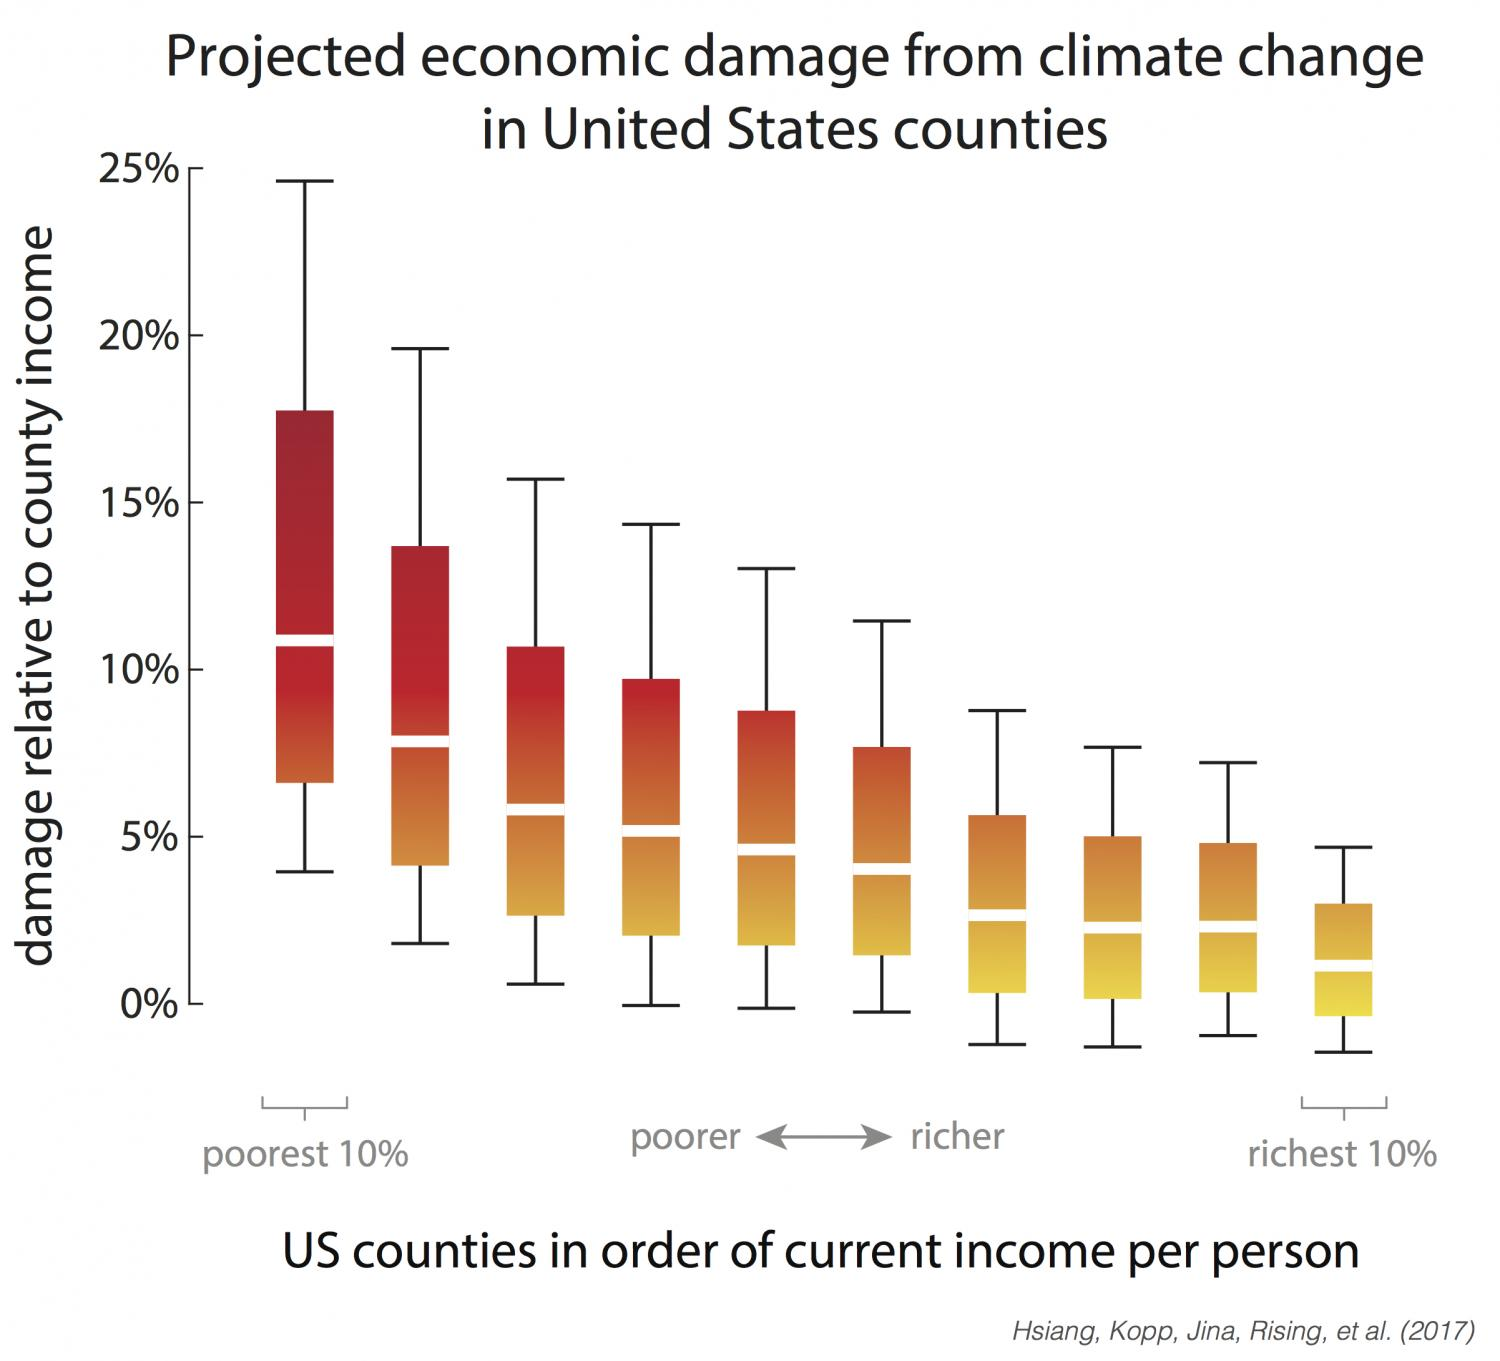 Projected economic damage from climate change
in United States counties
damage relative to county income
25%
20%
15%
10%
5%
0%
poorest 10%
poorer
richer
richest 10%
US counties in order of current income per person
Hsiang, Kopp, Jina, Rising, et al. (2017)